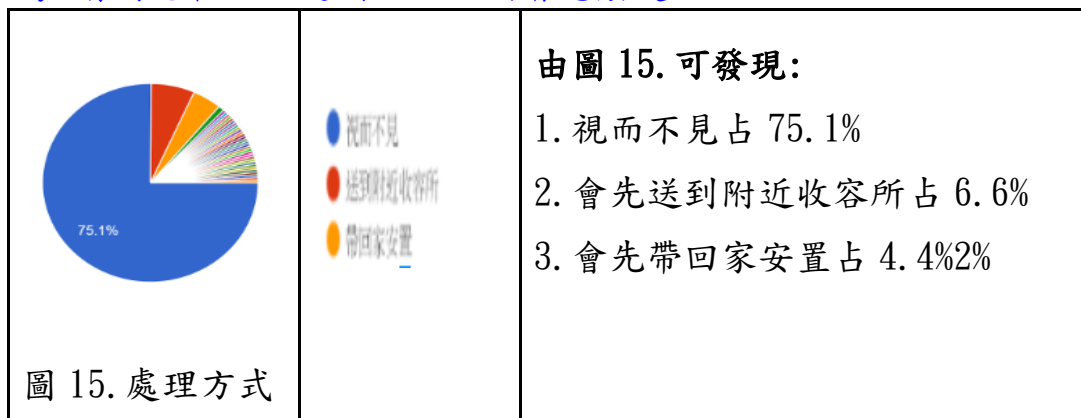 75.1%
圖 15.處理方式
視而不見
送到附近收容所
帶回家安置
由圖 15.可發現:
1.視而不見占 75.1%
2.會先送到附近收容所占 6.6%
3.會先帶回家安置占 4.4%2%